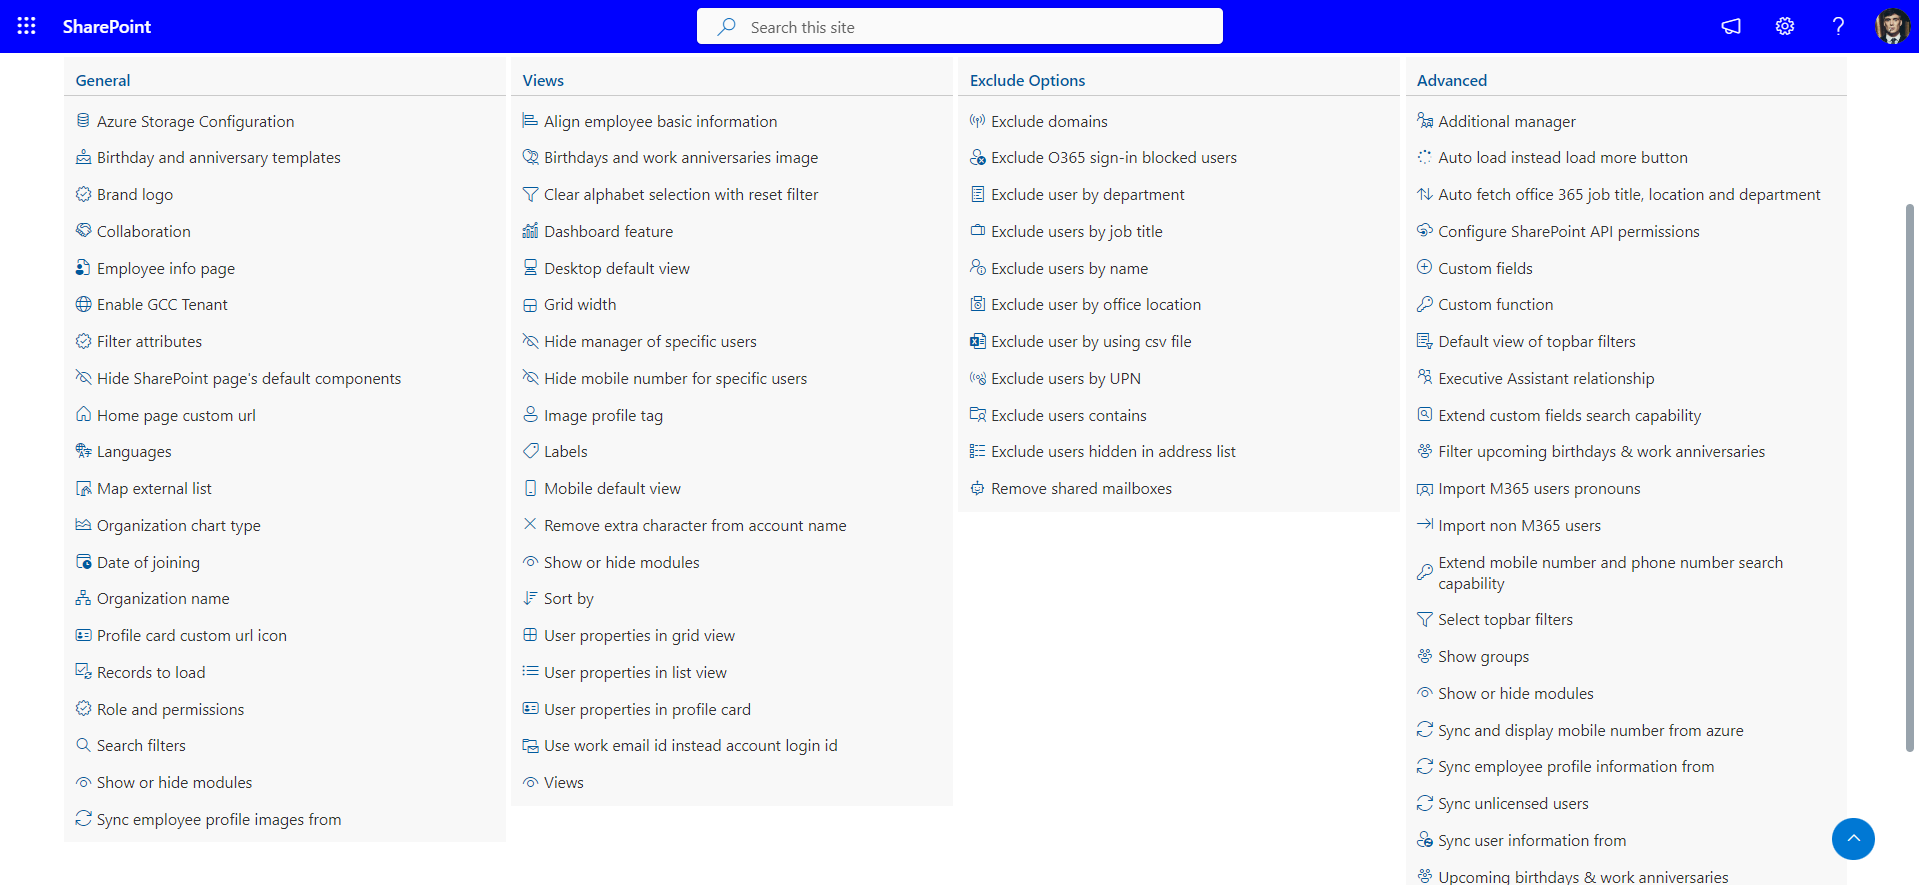 SharePoint
Search this site
General
Azure Storage Configuration
Birthday and anniversary templates
Brand logo
Collaboration
Employee info page
Enable GCC Tenant
Filter attributes
Hide SharePoint page's default components
Home page custom url
Languages
Map external list
Organization chart type
Date of joining
Organization name
Profile card custom url icon
Records to load
Role and permissions
Search filters
Show or hide modules
Sync employee profile images from
Views
Align employee basic information
Birthdays and work anniversaries image
Clear alphabet selection with reset filter
Dashboard feature
Desktop default view
Grid width
Hide manager of specific users
Hide mobile number for specific users
Image profile tag
Labels
Mobile default view
Remove extra character from account name
Show or hide modules
Sort by
User properties in grid view
User properties in list view
User properties in profile card
Use work email id instead account login id
Views
Exclude Options
Exclude domains
Exclude O365 sign-in blocked users
Exclude user by department
Exclude users by job title
Exclude users by name
Exclude user by office location
Exclude user by using csv file
Exclude users by UPN
Exclude users contains
Exclude users hidden in address list
Remove shared mailboxes
Advanced
Additional manager
Auto load instead load more button
Auto fetch office 365 job title, location and department
Configure SharePoint API permissions
Custom fields
Custom function
Default view of topbar filters
Executive Assistant relationship
Extend custom fields search capability
Filter upcoming birthdays & work anniversaries
Import M365 users pronouns
Import non M365 users
Extend mobile number and phone number search
capability
Select topbar filters
Show groups
Show or hide modules
Sync and display mobile number from azure
Sync employee profile information from
Sync unlicensed users
Sync user information from
Upcoming birthdays & work anniversaries